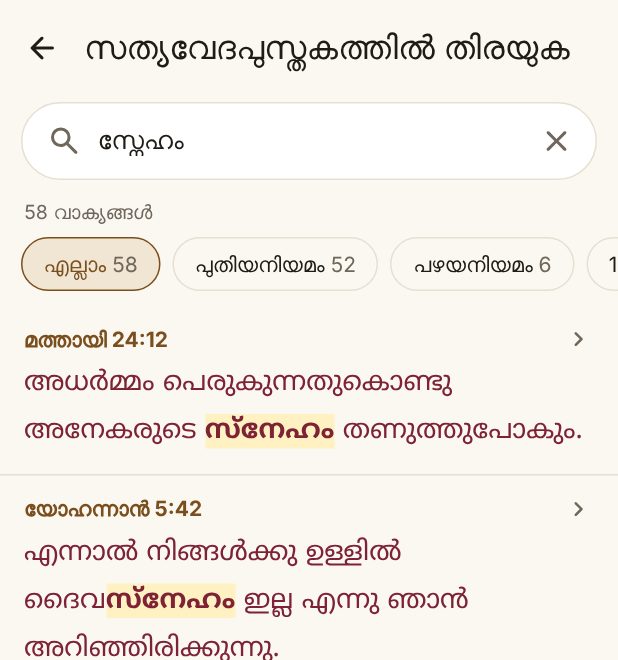 സത്യവേദപുസ്തകത്തിൽ തിരയുക
സ്നേഹം
58 വാക്യങ്ങൾ
എല്ലാം 58 പുതിയനിയമം 52 പഴയനിയമം 6 1
മത്തായി 24:12
അധർമ്മം പെരുകുന്നതുകൊണ്ടു
അനേകരുടെ സ്നേഹം തണുത്തുപോകും.
യോഹന്നാൻ 5:42
എന്നാൽ നിങ്ങൾക്കു ഉള്ളിൽ
ദൈവസ്നേഹം ഇല്ല എന്നു ഞാൻ
അറിഞ്ഞിരിക്കുന്നു.